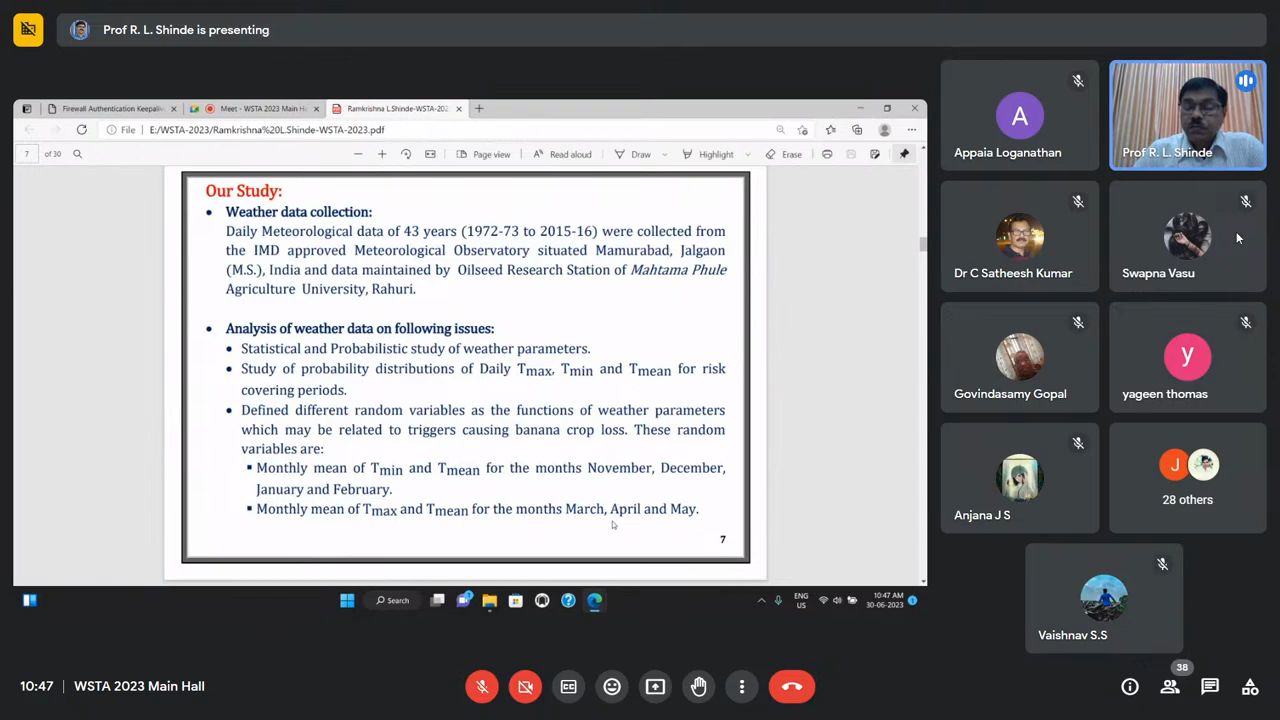 Prof R. L. Shinde is presenting
Firewall Authentication Keepaliv
Meet - WSTA 2023 Main H
Ramkrishna L.Shinde-WSTA-202
File
E:/WSTA-2023/Ramkrishna%20L.Shinde-WSTA-2023.pdf
7 of 30
Page view
Read aloud
Draw
Highlight
Erase
Our Study:
• Weather data collection:
Daily Meteorological data of 43 years (1972-73 to 2015-16) were collected from
the IMD approved Meteorological Observatory situated Mamurabad, Jalgaon
(M.S.), India and data maintained by Oilseed Research Station of Mahtama Phule
Agriculture University, Rahuri.
• Analysis of weather data on following issues:
• Statistical and Probabilistic study of weather parameters.
• Study of probability distributions of Daily Tmax, Tmin and Tmean for risk
covering periods.
• Defined different random variables as the functions of weather parameters
which may be related to triggers causing banana crop loss. These random
variables are:
▪ Monthly mean of Tmin and Tmean for the months November, December,
January and February.
▪ Monthly mean of Tmax and Tmean for the months March, April and May.
7
Search
ENG
US
10:47 AM
30-06-2023
A
Appaia Loganathan
Prof R. L. Shinde
Dr C Satheesh Kumar
Swapna Vasu
Govindasamy Gopal
y
yageen thomas
Anjana J S
J
28 others
Vaishnav S.S
10:47 | WSTA 2023 Main Hall
38